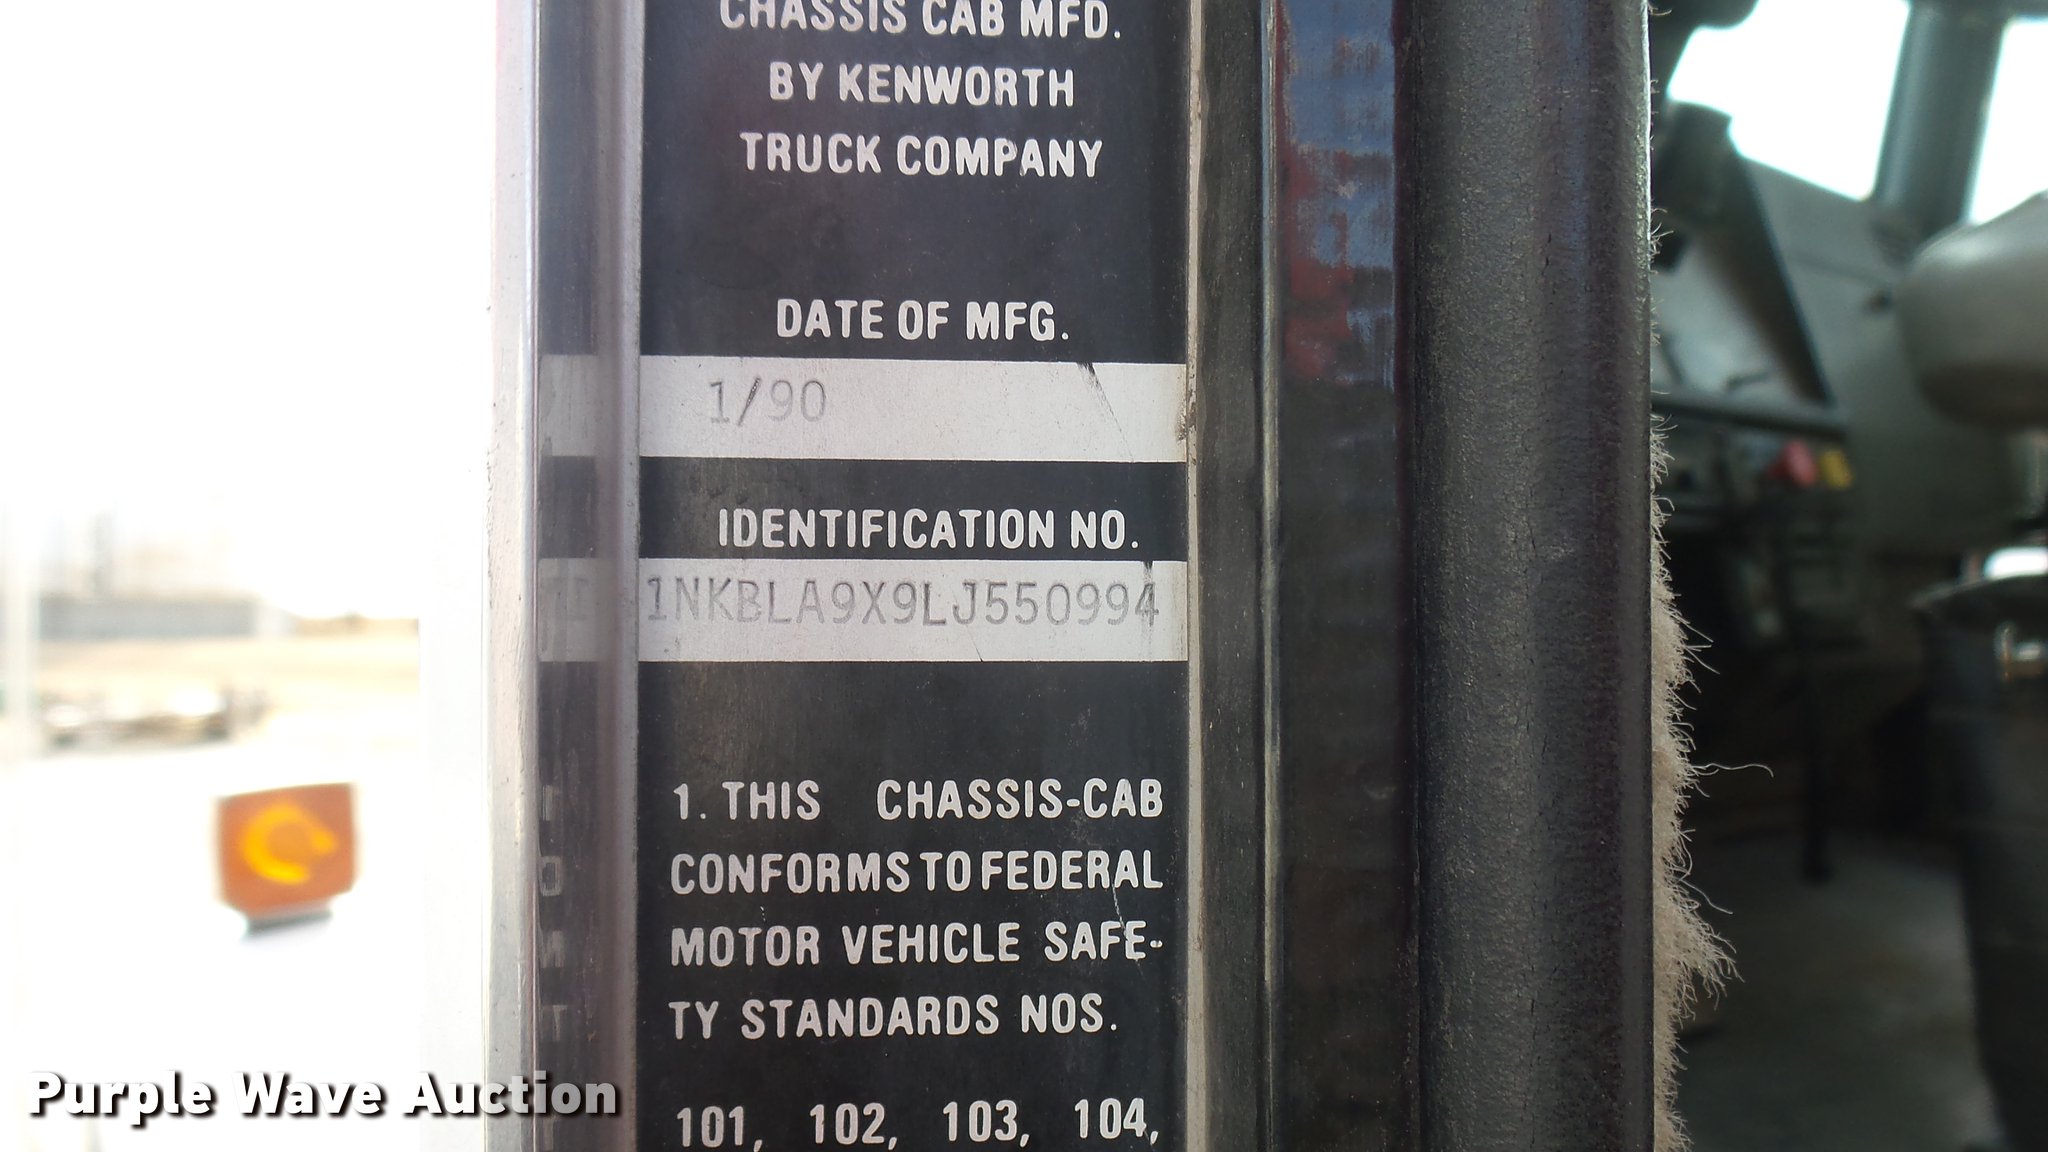 CHASSIS CAB MFD.
BY KENWORTH
TRUCK COMPANY
DATE OF MFG.
1/90
IDENTIFICATION NO.
1NKBLA9X9LJ550994
1. THIS CHASSIS-CAB
CONFORMS TO FEDERAL
MOTOR VEHICLE SAFE-
TY STANDARDS NOS.
101, 102, 103, 104,
Purple Wave Auction